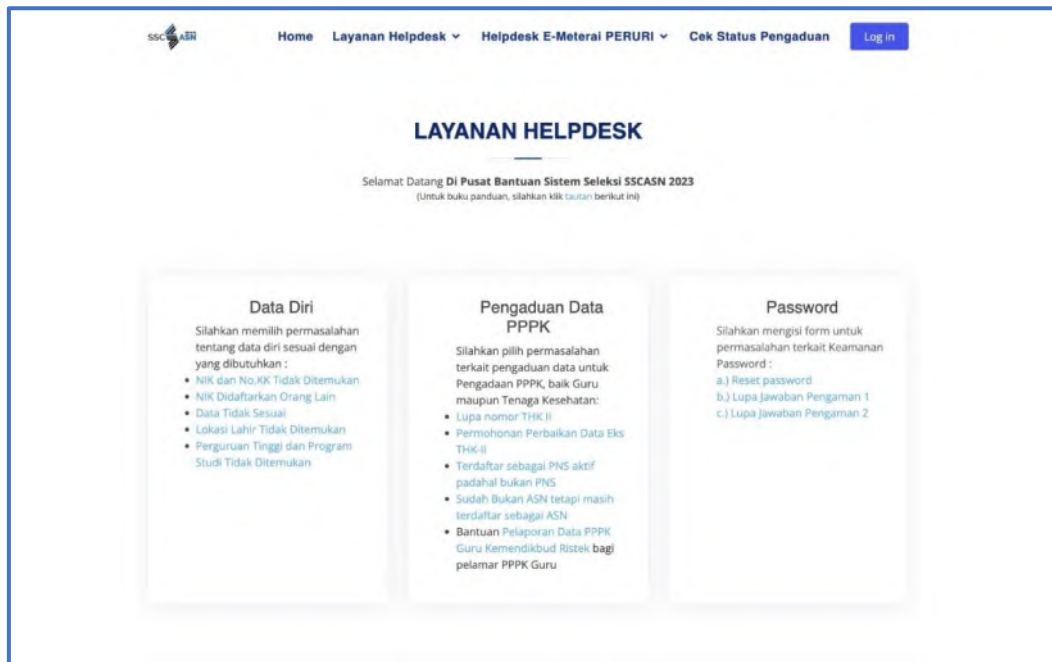 SSC ASN
Home Layanan Helpdesk Helpdesk E-Meterai PERURI Cek Status Pengaduan Log in
LAYANAN HELPDESK
Selamat Datang Di Pusat Bantuan Sistem Seleksi SSCASN 2023
(Untuk buku panduan, silahkan klik tautan berikut ini)
Data Diri
Silahkan memilih permasalahan
tentang data diri sesuai dengan
yang dibutuhkan :
• NIK dan No.KK Tidak Ditemukan
• NIK Didaftarkan Orang Lain
• Data Tidak Sesuai
• Lokasi Lahir Tidak Ditemukan
• Perguruan Tinggi dan Program
Studi Tidak Ditemukan
Pengaduan Data
PPPK
Silahkan pilih permasalahan
terkait pengaduan data untuk
Pengadaan PPPK, baik Guru
maupun Tenaga Kesehatan:
• Lupa nomor THK II
• Permohonan Perbaikan Data Eks
THK-II
• Terdaftar sebagai PNS aktif
padahal bukan PNS
• Sudah Bukan ASN tetapi masih
terdaftar sebagai ASN
• Bantuan Pelaporan Data PPPK
Guru Kemendikbud Ristek bagi
pelamar PPPK Guru
Password
Silahkan mengisi form untuk
permasalahan terkait Keamanan
Password :
a.) Reset password
b.) Lupa Jawaban Pengaman 1
c.) Lupa Jawaban Pengaman 2